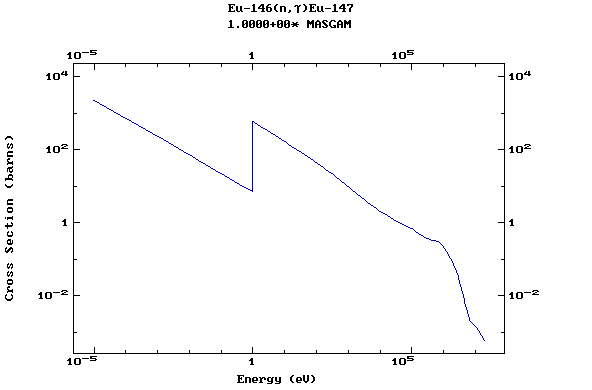 Eu-146(n,γ)Eu-147
1.0000+00* MASGAM
10⁻⁵ 1 10⁵
10⁴ 10⁴
10² 10²
1 1
10⁻² 10⁻²
Cross Section (barns)
10⁻⁵ 1 10⁵
Energy (eV)